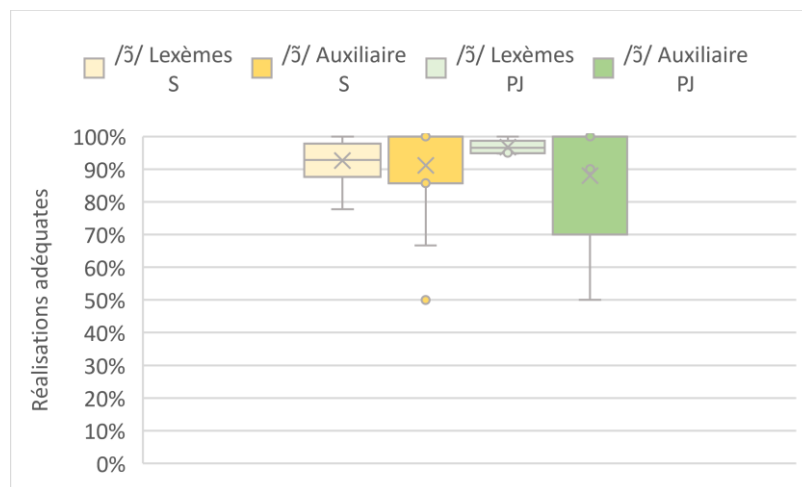 /ɔ̃/ Lexèmes S
/ɔ̃/ Auxiliaire S
/ɔ̃/ Lexèmes PJ
/ɔ̃/ Auxiliaire PJ
Réalisations adéquates
100%
90%
80%
70%
60%
50%
40%
30%
20%
10%
0%